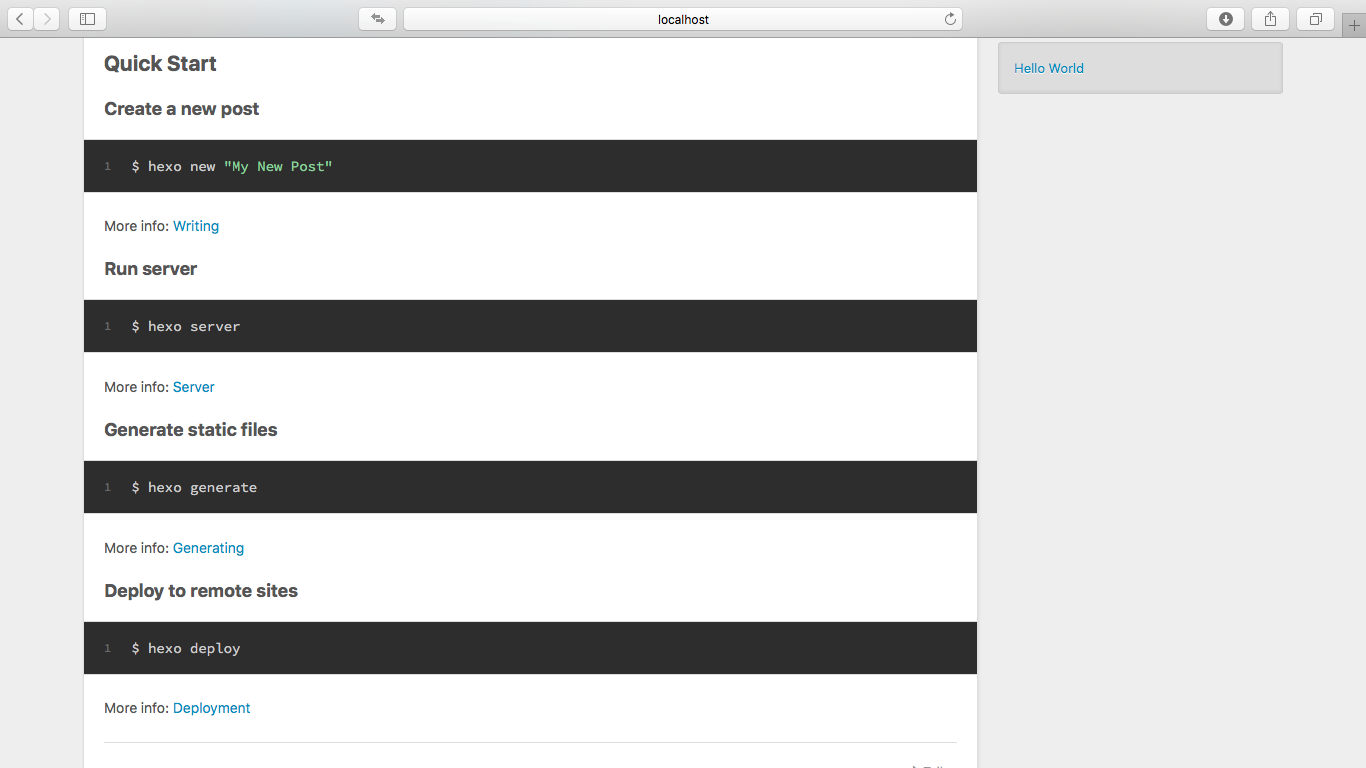 localhost
Quick Start
Hello World
Create a new post
1 $ hexo new "My New Post"
More info: Writing
Run server
1 $ hexo server
More info: Server
Generate static files
1 $ hexo generate
More info: Generating
Deploy to remote sites
1 $ hexo deploy
More info: Deployment